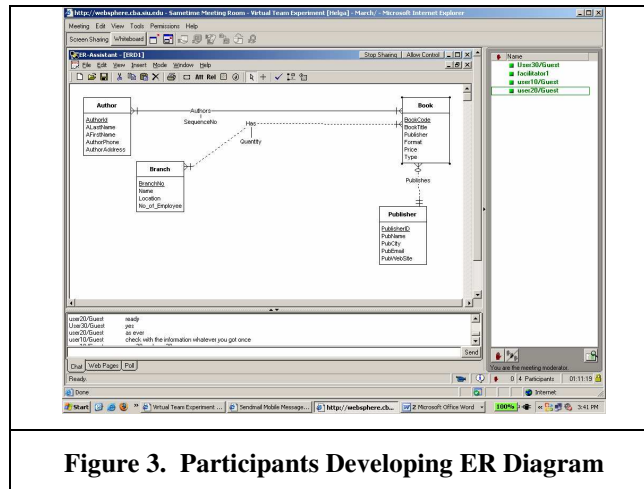 http://websphere.cba.siu.edu - Sametime Meeting Room - Virtual Team Experiment [Helga] - March/ - Microsoft Internet Explorer
Meeting Edit View Tools Permissions Help
Screen Sharing Whiteboard
ER-Assistant - [ERD1] Stop Sharing Allow Control
File Edit View Insert Mode Window Help
Att Rel
Name
User30/Guest
facilitator1
user10/Guest
user20/Guest
Author
AuthorId
ALastName
AFirstName
AuthorPhone
AuthorAddress
Authors
SequenceNo
Has
Quantity
Book
BookCode
BookTitle
Publisher
Format
Price
Type
Branch
BranchNo
Name
Location
No_of_Employee
Publishes
Publisher
PublisherID
PubName
PubCity
PubEmail
PubWebSite
user20/Guest ready
User30/Guest yes
user20/Guest as ever
user10/Guest check with the information whatever you got once
Send
Chat Web Pages Poll
You are the meeting moderator.
Ready. 0 4 Participants 01:11:19
Done Internet
Start Virtual Team Experiment ... Sendmail Mobile Message... http://websphere.cb... 2 Microsoft Office Word 100% 3:41 PM
Figure 3. Participants Developing ER Diagram